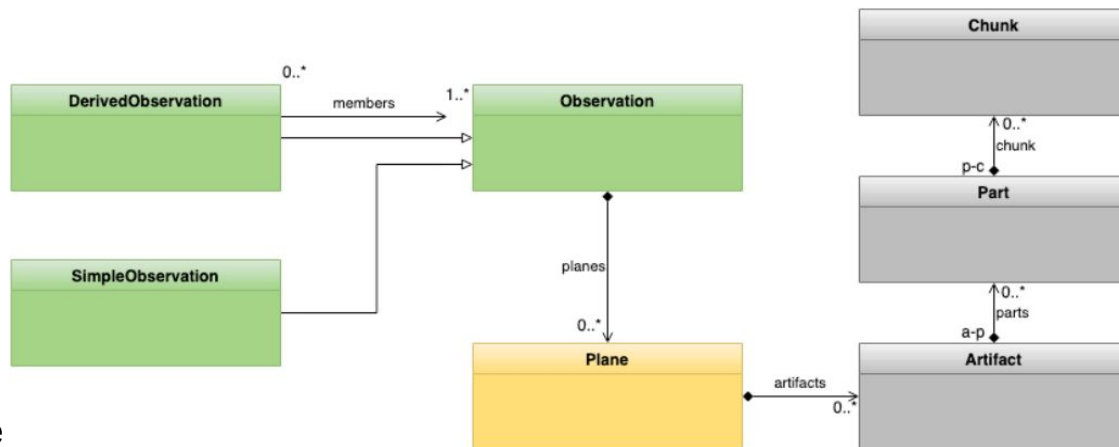 Chunk
0..*
DerivedObservation
members
1..*
Observation
0..*
chunk
p-c
Part
planes
SimpleObservation
0..*
parts
a-p
0..*
Plane
artifacts
0..*
Artifact
e